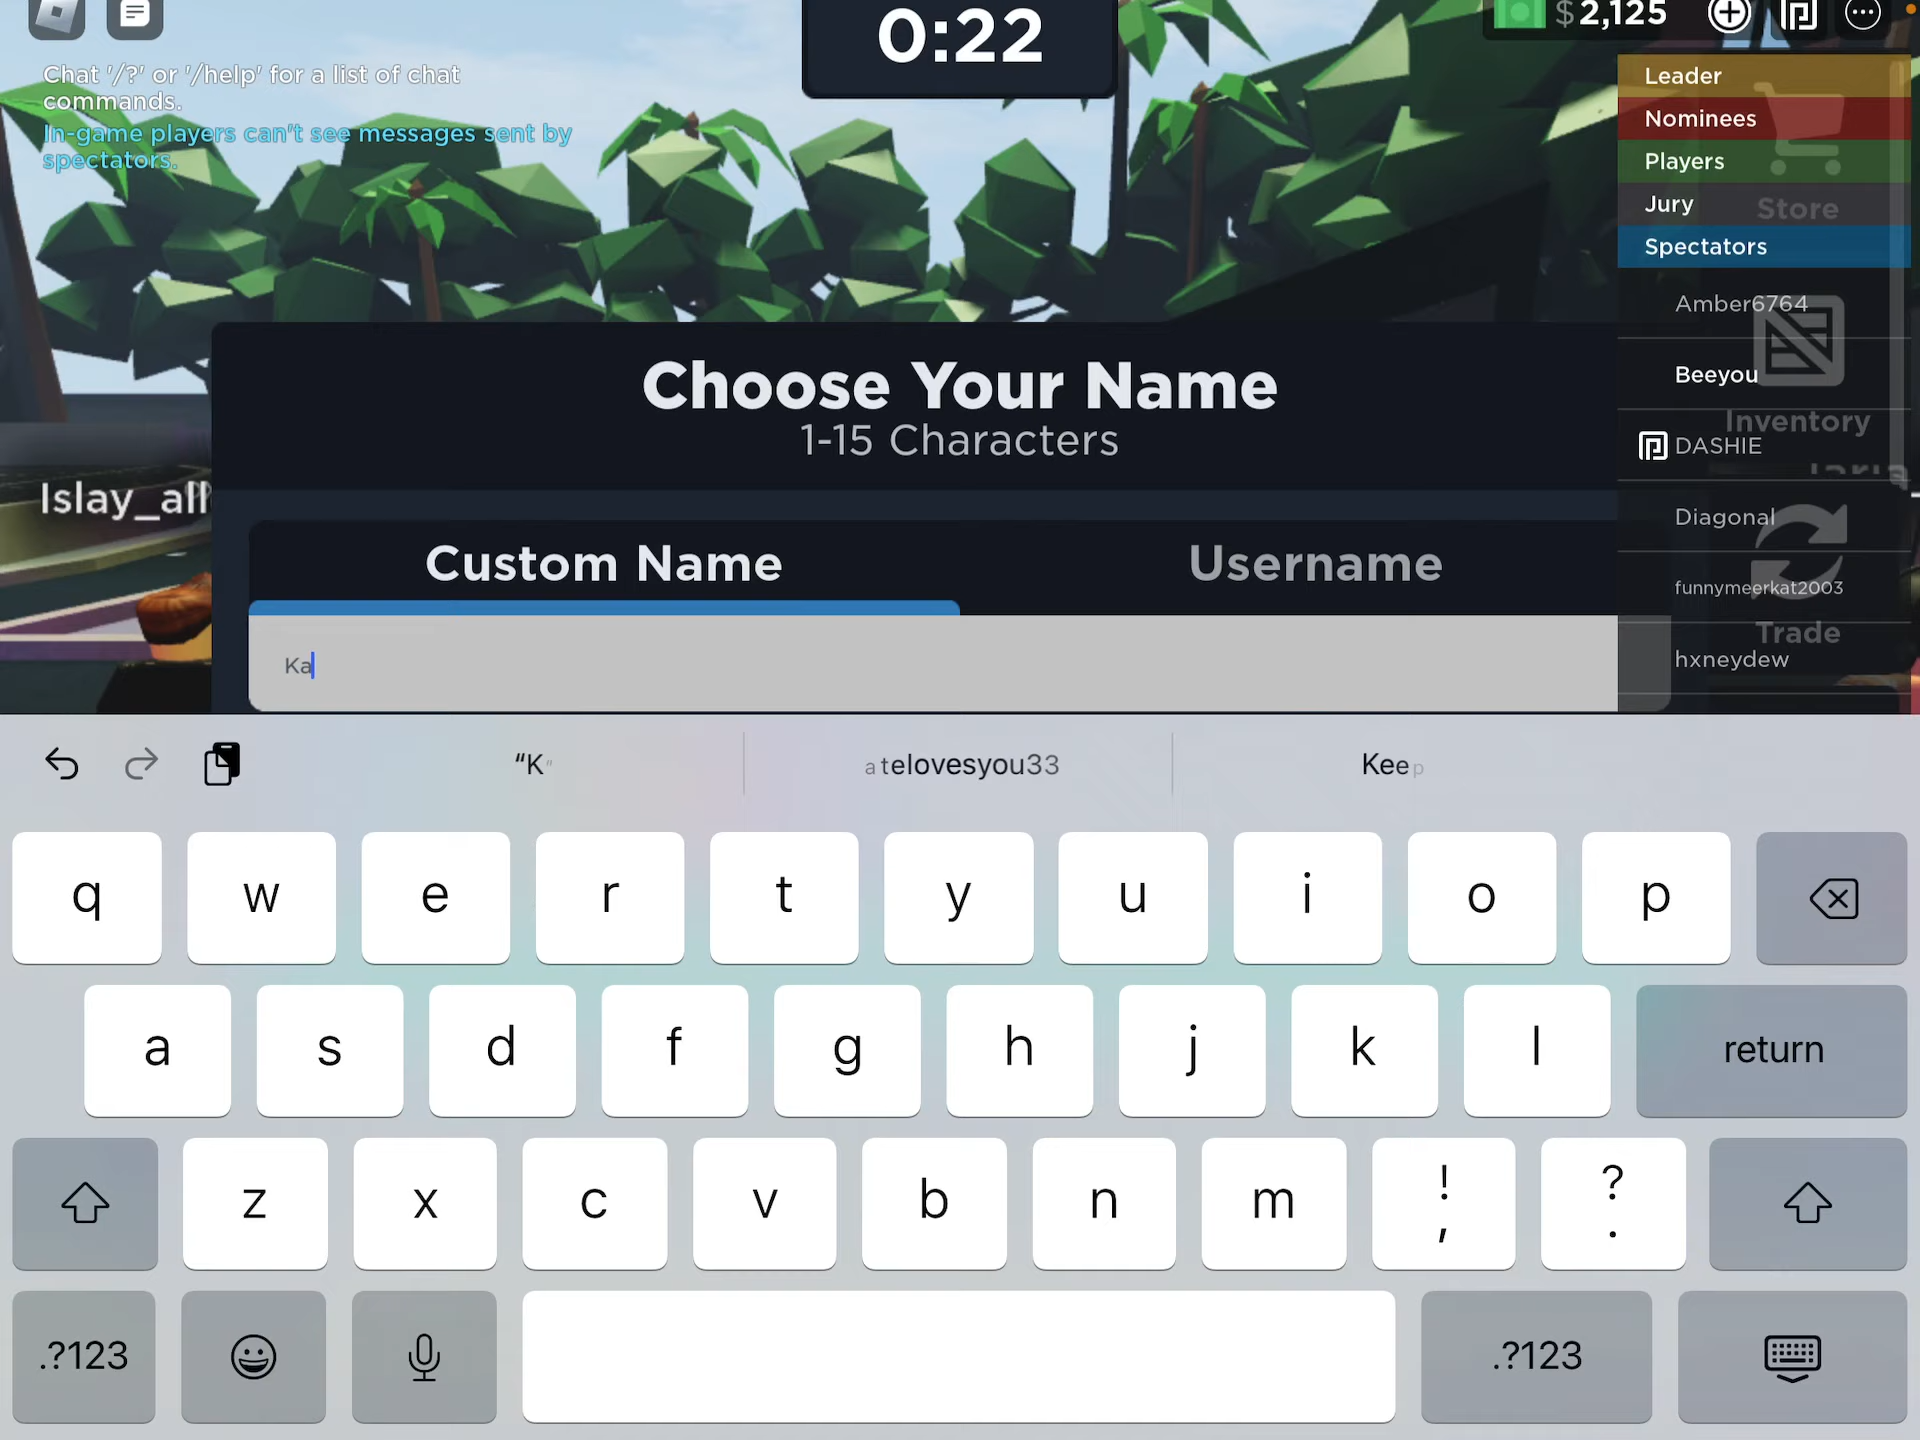 0:22
$2,125
Chat '/?' or '/help' for a list of chat
commands.
In-game players can't see messages sent by
spectators.
Leader
Nominees
Players
Jury
Store
Spectators
Amber6764
Beeyou
Inventory
DASHIE
Diagonal
funnymeerkat2003
Trade
hxneydew
Choose Your Name
1-15 Characters
Islay_all
Custom Name
Username
Ka
"K"
atelovesyou33
Keep
q w e r t y u i o p
a s d f g h j k l return
z x c v b n m ! , ? .
.?123 .?123